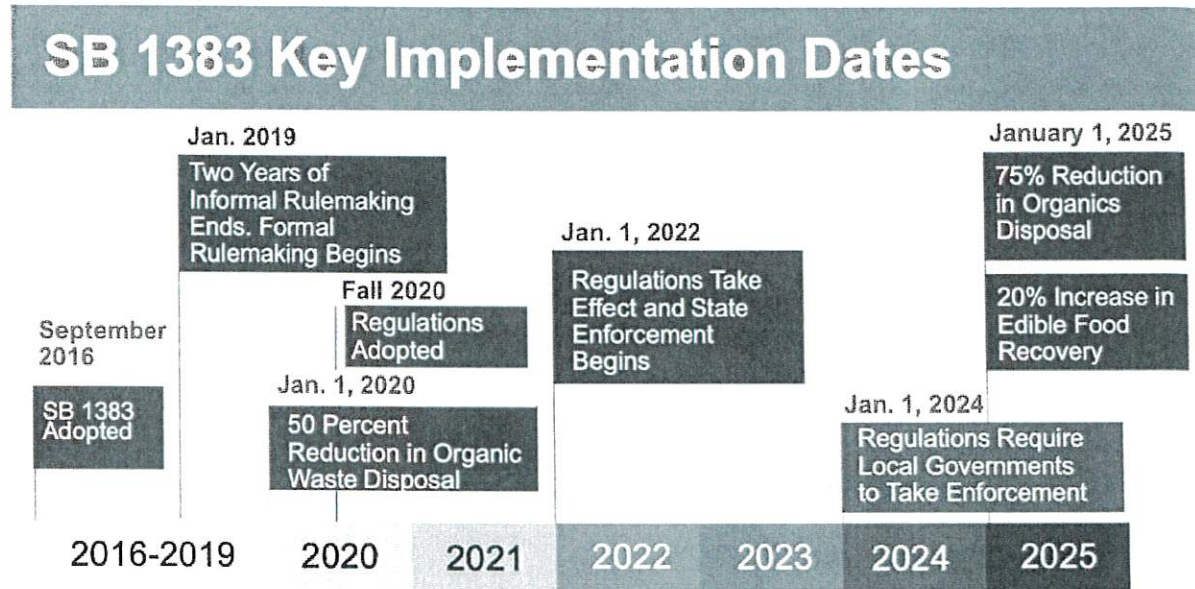 SB 1383 Key Implementation Dates
Jan. 2019
Two Years of
Informal Rulemaking
Ends. Formal
Rulemaking Begins
January 1, 2025
75% Reduction
in Organics
Disposal
20% Increase in
Edible Food
Recovery
Jan. 1, 2022
Regulations Take
Effect and State
Enforcement
Begins
Fall 2020
Regulations
Adopted
September
2016
SB 1383
Adopted
Jan. 1, 2020
50 Percent
Reduction in Organic
Waste Disposal
Jan. 1, 2024
Regulations Require
Local Governments
to Take Enforcement
2016-2019 2020 2021 2022 2023 2024 2025